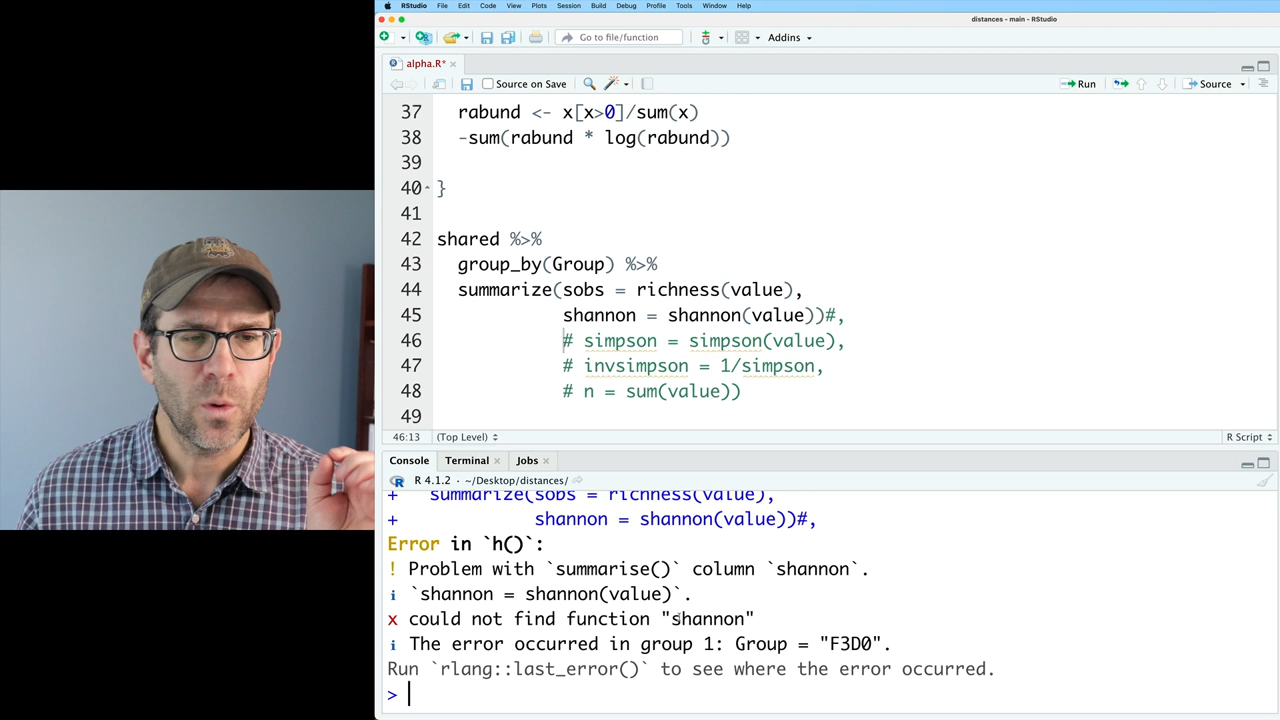 RStudio File Edit Code View Plots Session Build Debug Profile Tools Window Help
distances - main - RStudio
Go to file/function Addins
alpha.R*
Source on Save Run Source
37 rabund <- x[x>0]/sum(x)
38 -sum(rabund * log(rabund))
39
40 }
41
42 shared %>%
43 group_by(Group) %>%
44 summarize(sobs = richness(value),
45 shannon = shannon(value))#,
46 # simpson = simpson(value),
47 # invsimpson = 1/simpson,
48 # n = sum(value))
49
46:13 (Top Level) R Script
Console Terminal Jobs
R 4.1.2 · ~/Desktop/distances/
+ summarize(sobs = richness(value),
+ shannon = shannon(value))#,
Error in `h()`:
! Problem with `summarise()` column `shannon`.
i `shannon = shannon(value)`.
x could not find function "shannon"
i The error occurred in group 1: Group = "F3D0".
Run `rlang::last_error()` to see where the error occurred.
>